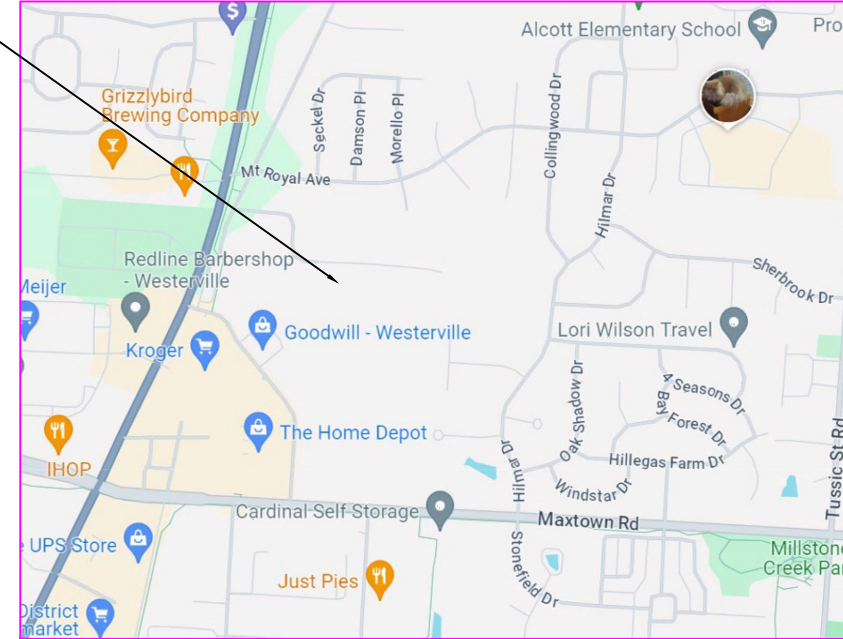 $
Alcott Elementary School
Pro
Grizzlybird
Brewing Company
Seckel Dr
Damson Pl
Morello Pl
Collingwood Dr
Mt Royal Ave
Hilmar Dr
Redline Barbershop
- Westerville
Sherbrook Dr
Meijer
Goodwill - Westerville
Lori Wilson Travel
Kroger
Oak Shadow Dr
4 Seasons Dr
Bay Forest Dr
The Home Depot
IHOP
Hilmar Dr
Hillegas Farm Dr
Windstar Dr
Tussic St Rd
Cardinal Self Storage
Maxtown Rd
e UPS Store
Stonefield Dr
Millstone
Creek Pa
Just Pies
District
market